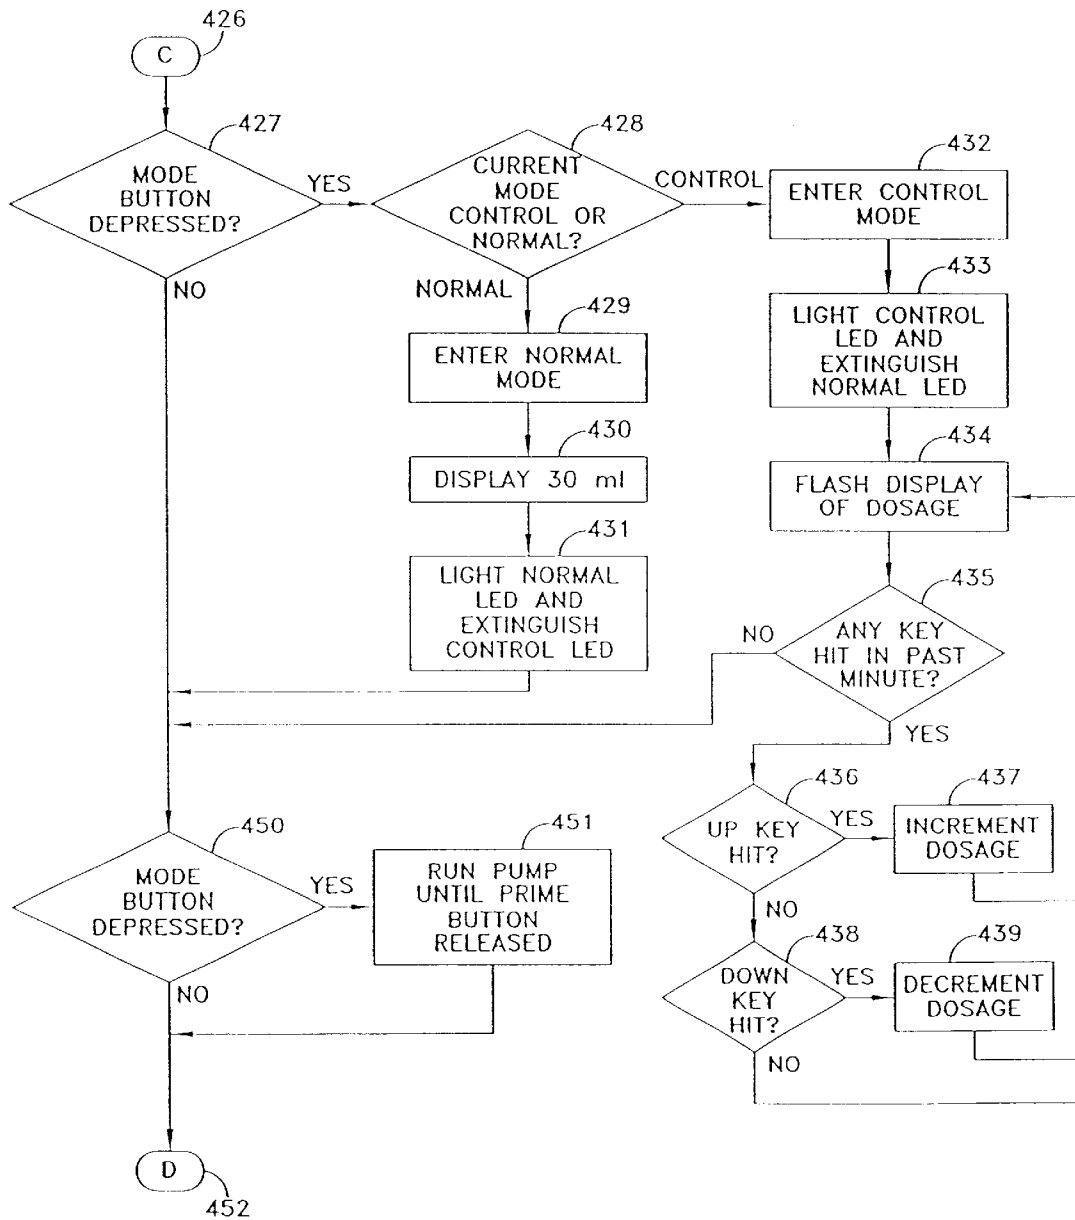 426
C
427
MODE
BUTTON
DEPRESSED?
YES
NO
428
CURRENT
MODE
CONTROL OR
NORMAL?
CONTROL
NORMAL
432
ENTER CONTROL
MODE
433
LIGHT CONTROL
LED AND
EXTINGUISH
NORMAL LED
429
ENTER NORMAL
MODE
430
DISPLAY 30 ml
431
LIGHT NORMAL
LED AND
EXTINGUISH
CONTROL LED
434
FLASH DISPLAY
OF DOSAGE
435
ANY KEY
HIT IN PAST
MINUTE?
NO
YES
436
UP KEY
HIT?
YES
NO
437
INCREMENT
DOSAGE
438
DOWN
KEY
HIT?
YES
NO
439
DECREMENT
DOSAGE
450
MODE
BUTTON
DEPRESSED?
YES
NO
451
RUN PUMP
UNTIL PRIME
BUTTON
RELEASED
D
452